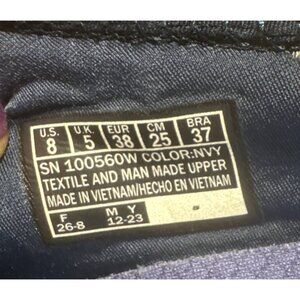 U.S. U.K EUR CM BRA
8 5 38 25 37
SN 100560W COLOR:NVY
TEXTILE AND MAN MADE UPPER
MADE IN VIETNAM/HECHO EN VIETNAM
F M Y
26-8 12-23